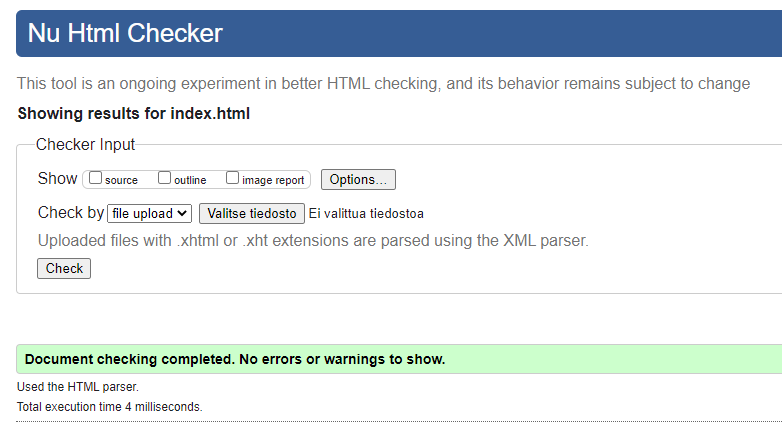 Nu Html Checker
This tool is an ongoing experiment in better HTML checking, and its behavior remains subject to change
Showing results for index.html
Checker Input
Show source outline image report Options...
Check by file upload Valitse tiedosto Ei valittua tiedostoa
Uploaded files with .xhtml or .xht extensions are parsed using the XML parser.
Check
Document checking completed. No errors or warnings to show.
Used the HTML parser.
Total execution time 4 milliseconds.